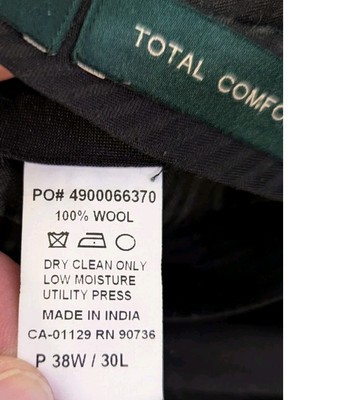 TOTAL COMFO
PO# 4900066370
100% WOOL
DRY CLEAN ONLY
LOW MOISTURE
UTILITY PRESS
MADE IN INDIA
CA-01129 RN 90736
P 38W / 30L